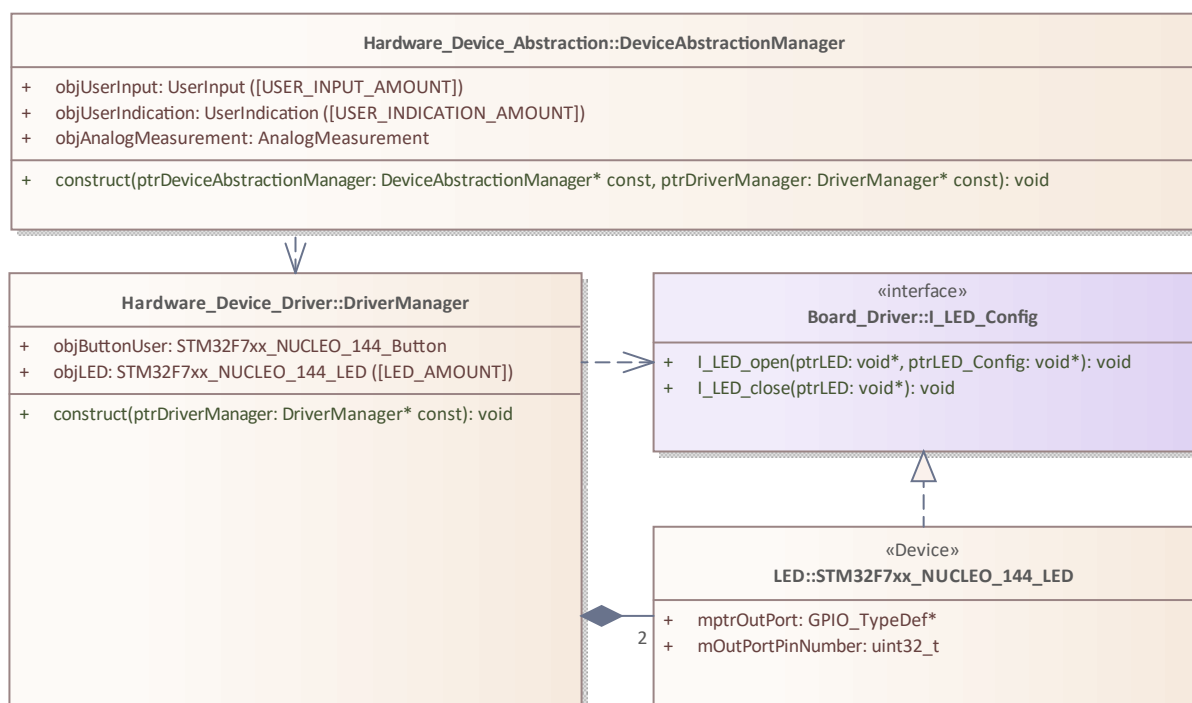 Hardware_Device_Abstraction::DeviceAbstractionManager
+ objUserInput: UserInput ([USER_INPUT_AMOUNT])
+ objUserIndication: UserIndication ([USER_INDICATION_AMOUNT])
+ objAnalogMeasurement: AnalogMeasurement
+ construct(ptrDeviceAbstractionManager: DeviceAbstractionManager* const, ptrDriverManager: DriverManager* const): void
Hardware_Device_Driver::DriverManager
+ objButtonUser: STM32F7xx_NUCLEO_144_Button
+ objLED: STM32F7xx_NUCLEO_144_LED ([LED_AMOUNT])
+ construct(ptrDriverManager: DriverManager* const): void
«interface»
Board_Driver::I_LED_Config
+ I_LED_open(ptrLED: void*, ptrLED_Config: void*): void
+ I_LED_close(ptrLED: void*): void
«Device»
LED::STM32F7xx_NUCLEO_144_LED
+ mptrOutPort: GPIO_TypeDef*
+ mOutPortPinNumber: uint32_t
2